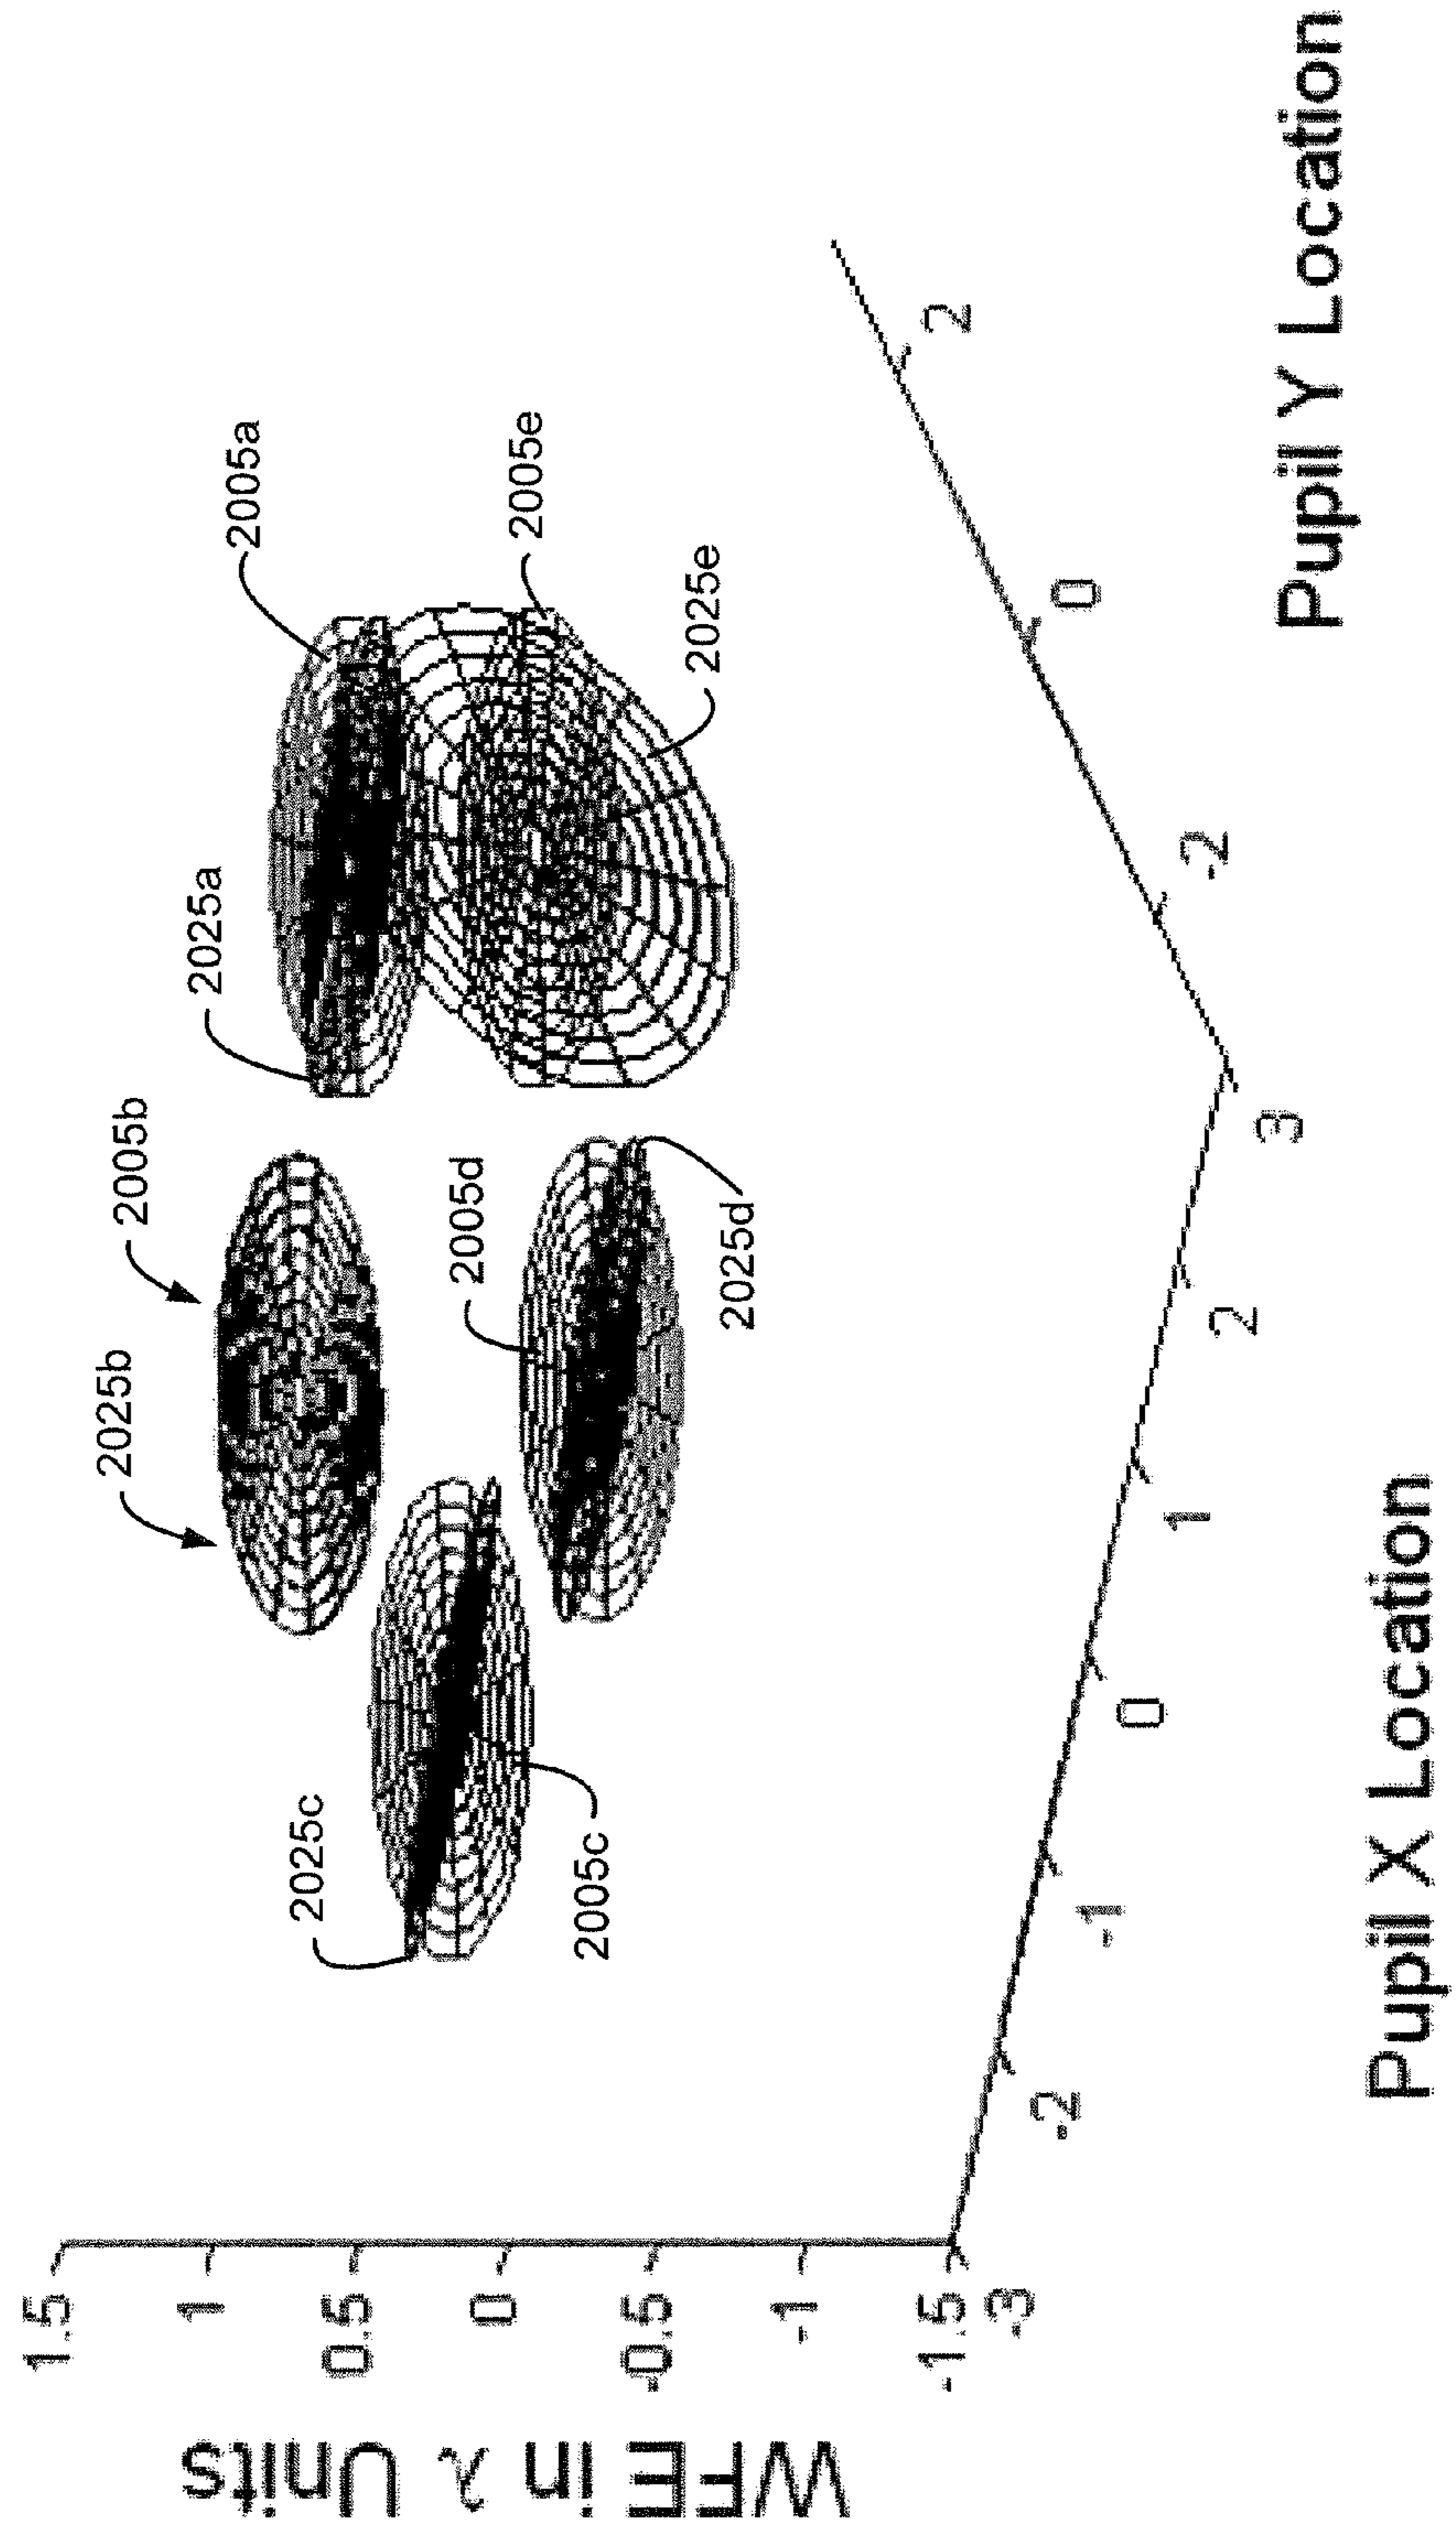 WFE in λ Units
1.5
1
0.5
0
-0.5
-1
-1.5
-3
-2
-1
0
1
2
3
-2
0
2
Pupil X Location
Pupil Y Location
2025c
2005c
2025b
2005b
2005d
2025d
2025a
2005a
2005e
2025e